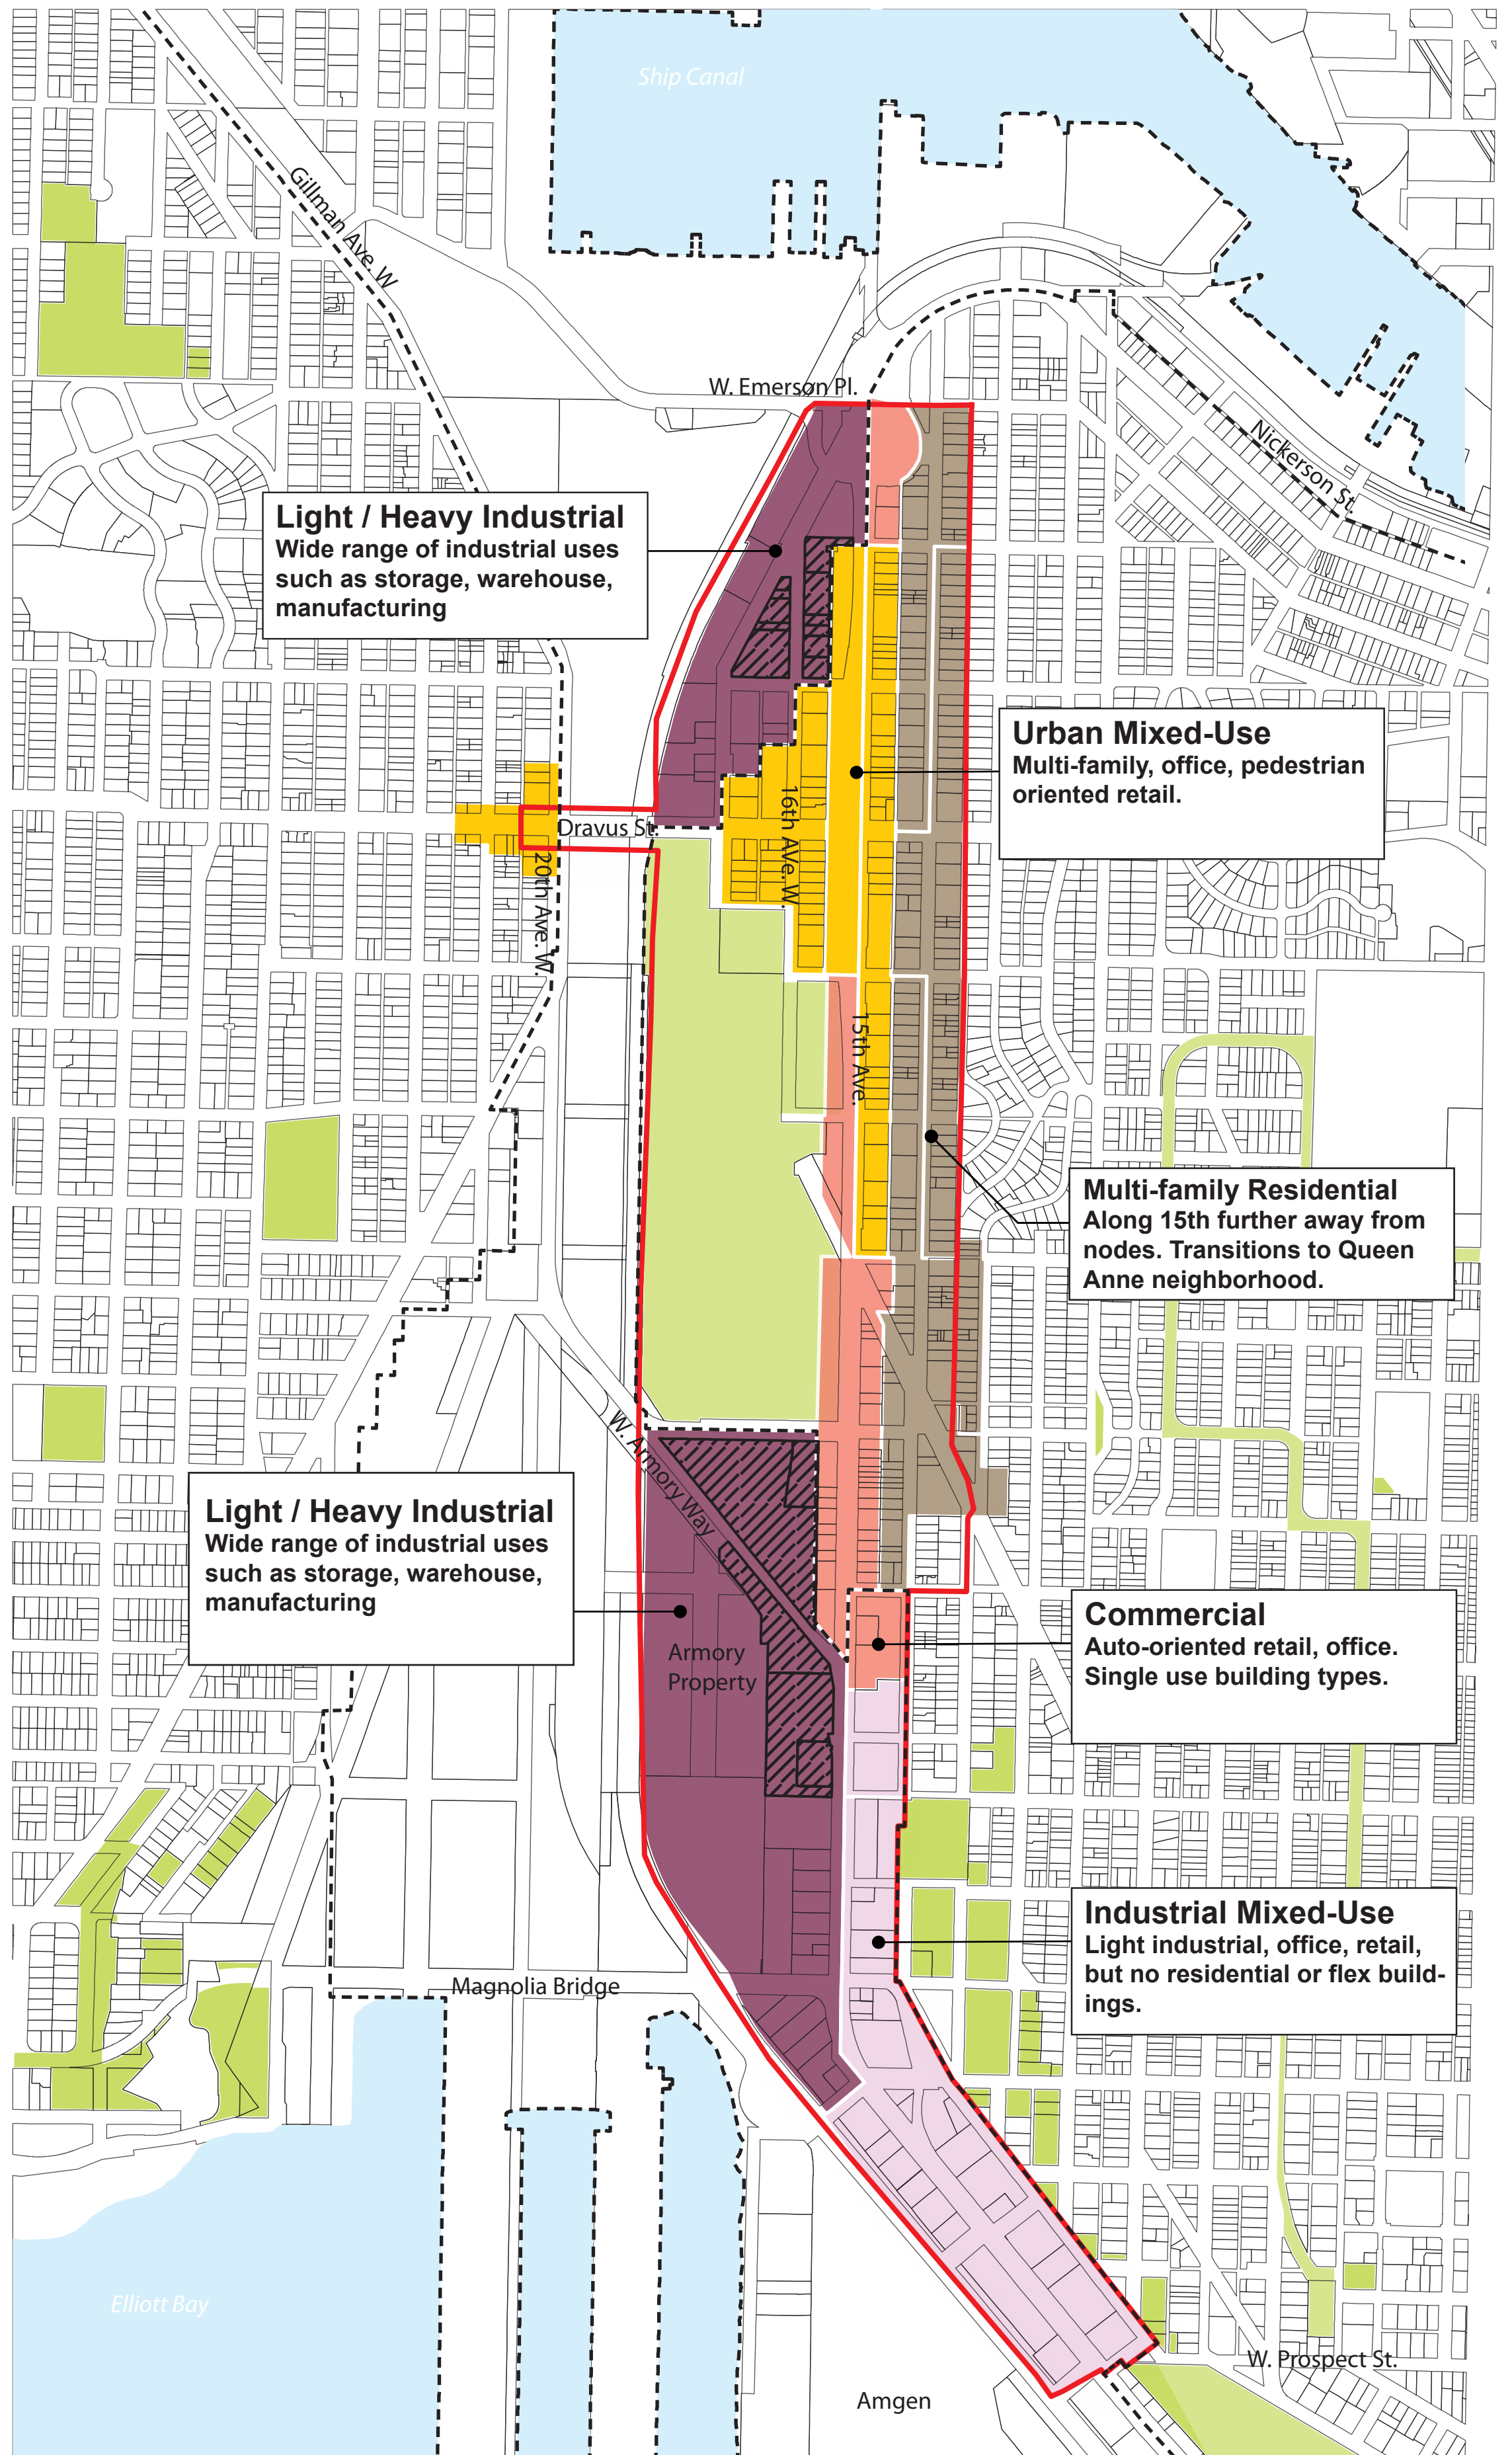 Ship Canal
Gillman Ave. W
W. Emerson Pl.
Nickerson St.
Light / Heavy Industrial
Wide range of industrial uses
such as storage, warehouse,
manufacturing
Urban Mixed-Use
Multi-family, office, pedestrian
oriented retail.
16th AVe. W.
Dravus St.
20th Ave. W.
15th Ave.
Multi-family Residential
Along 15th further away from
nodes. Transitions to Queen
Anne neighborhood.
W. Armory Way
Light / Heavy Industrial
Wide range of industrial uses
such as storage, warehouse,
manufacturing
Armory
Property
Commercial
Auto-oriented retail, office.
Single use building types.
Industrial Mixed-Use
Light industrial, office, retail,
but no residential or flex build-
ings.
Magnolia Bridge
Elliott Bay
W. Prospect St.
Amgen